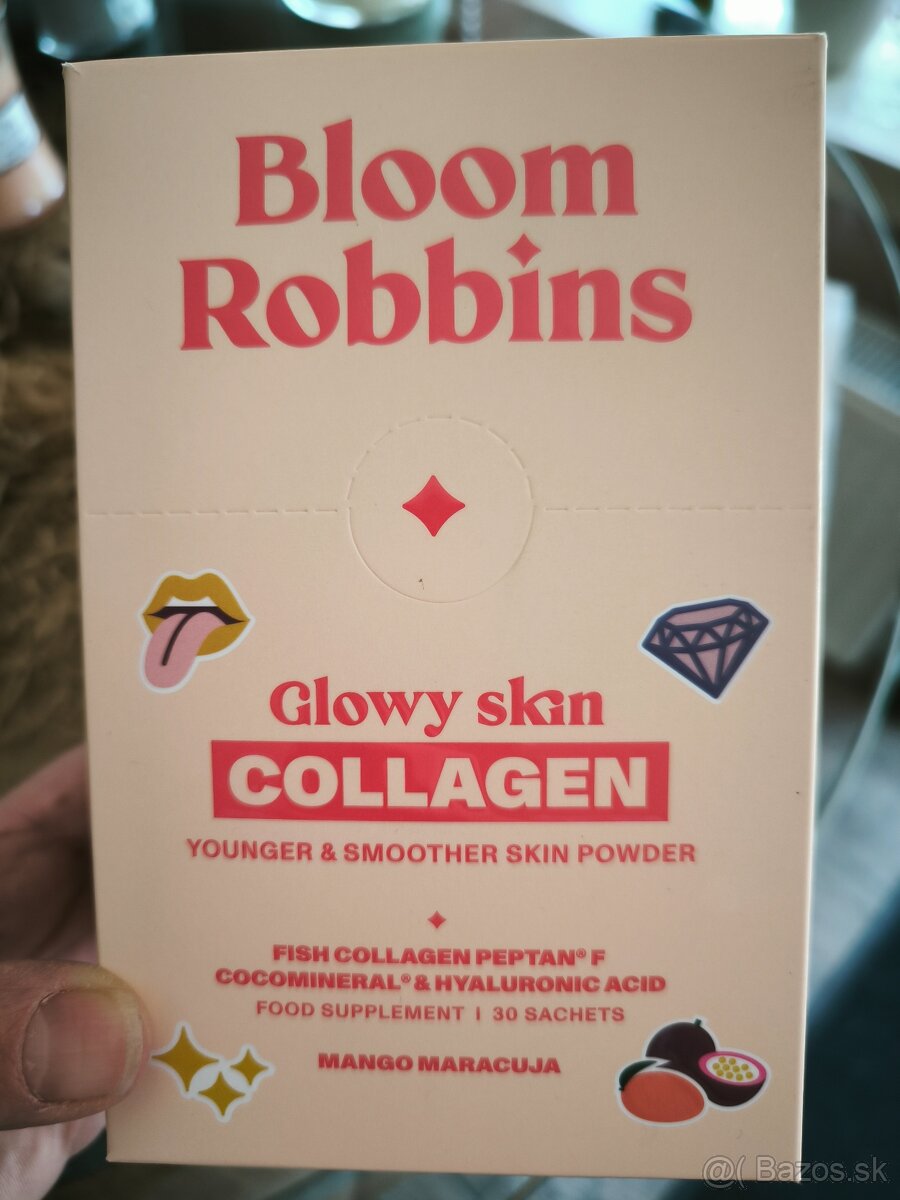 Bloom
Robbins
Glowy skin
COLLAGEN
YOUNGER & SMOOTHER SKIN POWDER
FISH COLLAGEN PEPTAN® F
COCOMINERAL® & HYALURONIC ACID
FOOD SUPPLEMENT I 30 SACHETS
MANGO MARACUJA
@( Bazos.sk